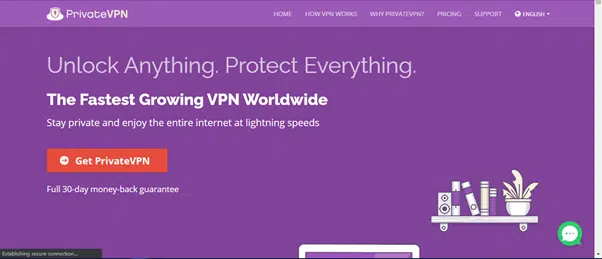 PrivateVPN HOME HOW VPN WORKS WHY PRIVATEVPN? PRICING SUPPORT ENGLISH
Unlock Anything. Protect Everything.
The Fastest Growing VPN Worldwide
Stay private and enjoy the entire internet at lightning speeds
Get PrivateVPN
Full 30-day money-back guarantee
Establishing secure connection...